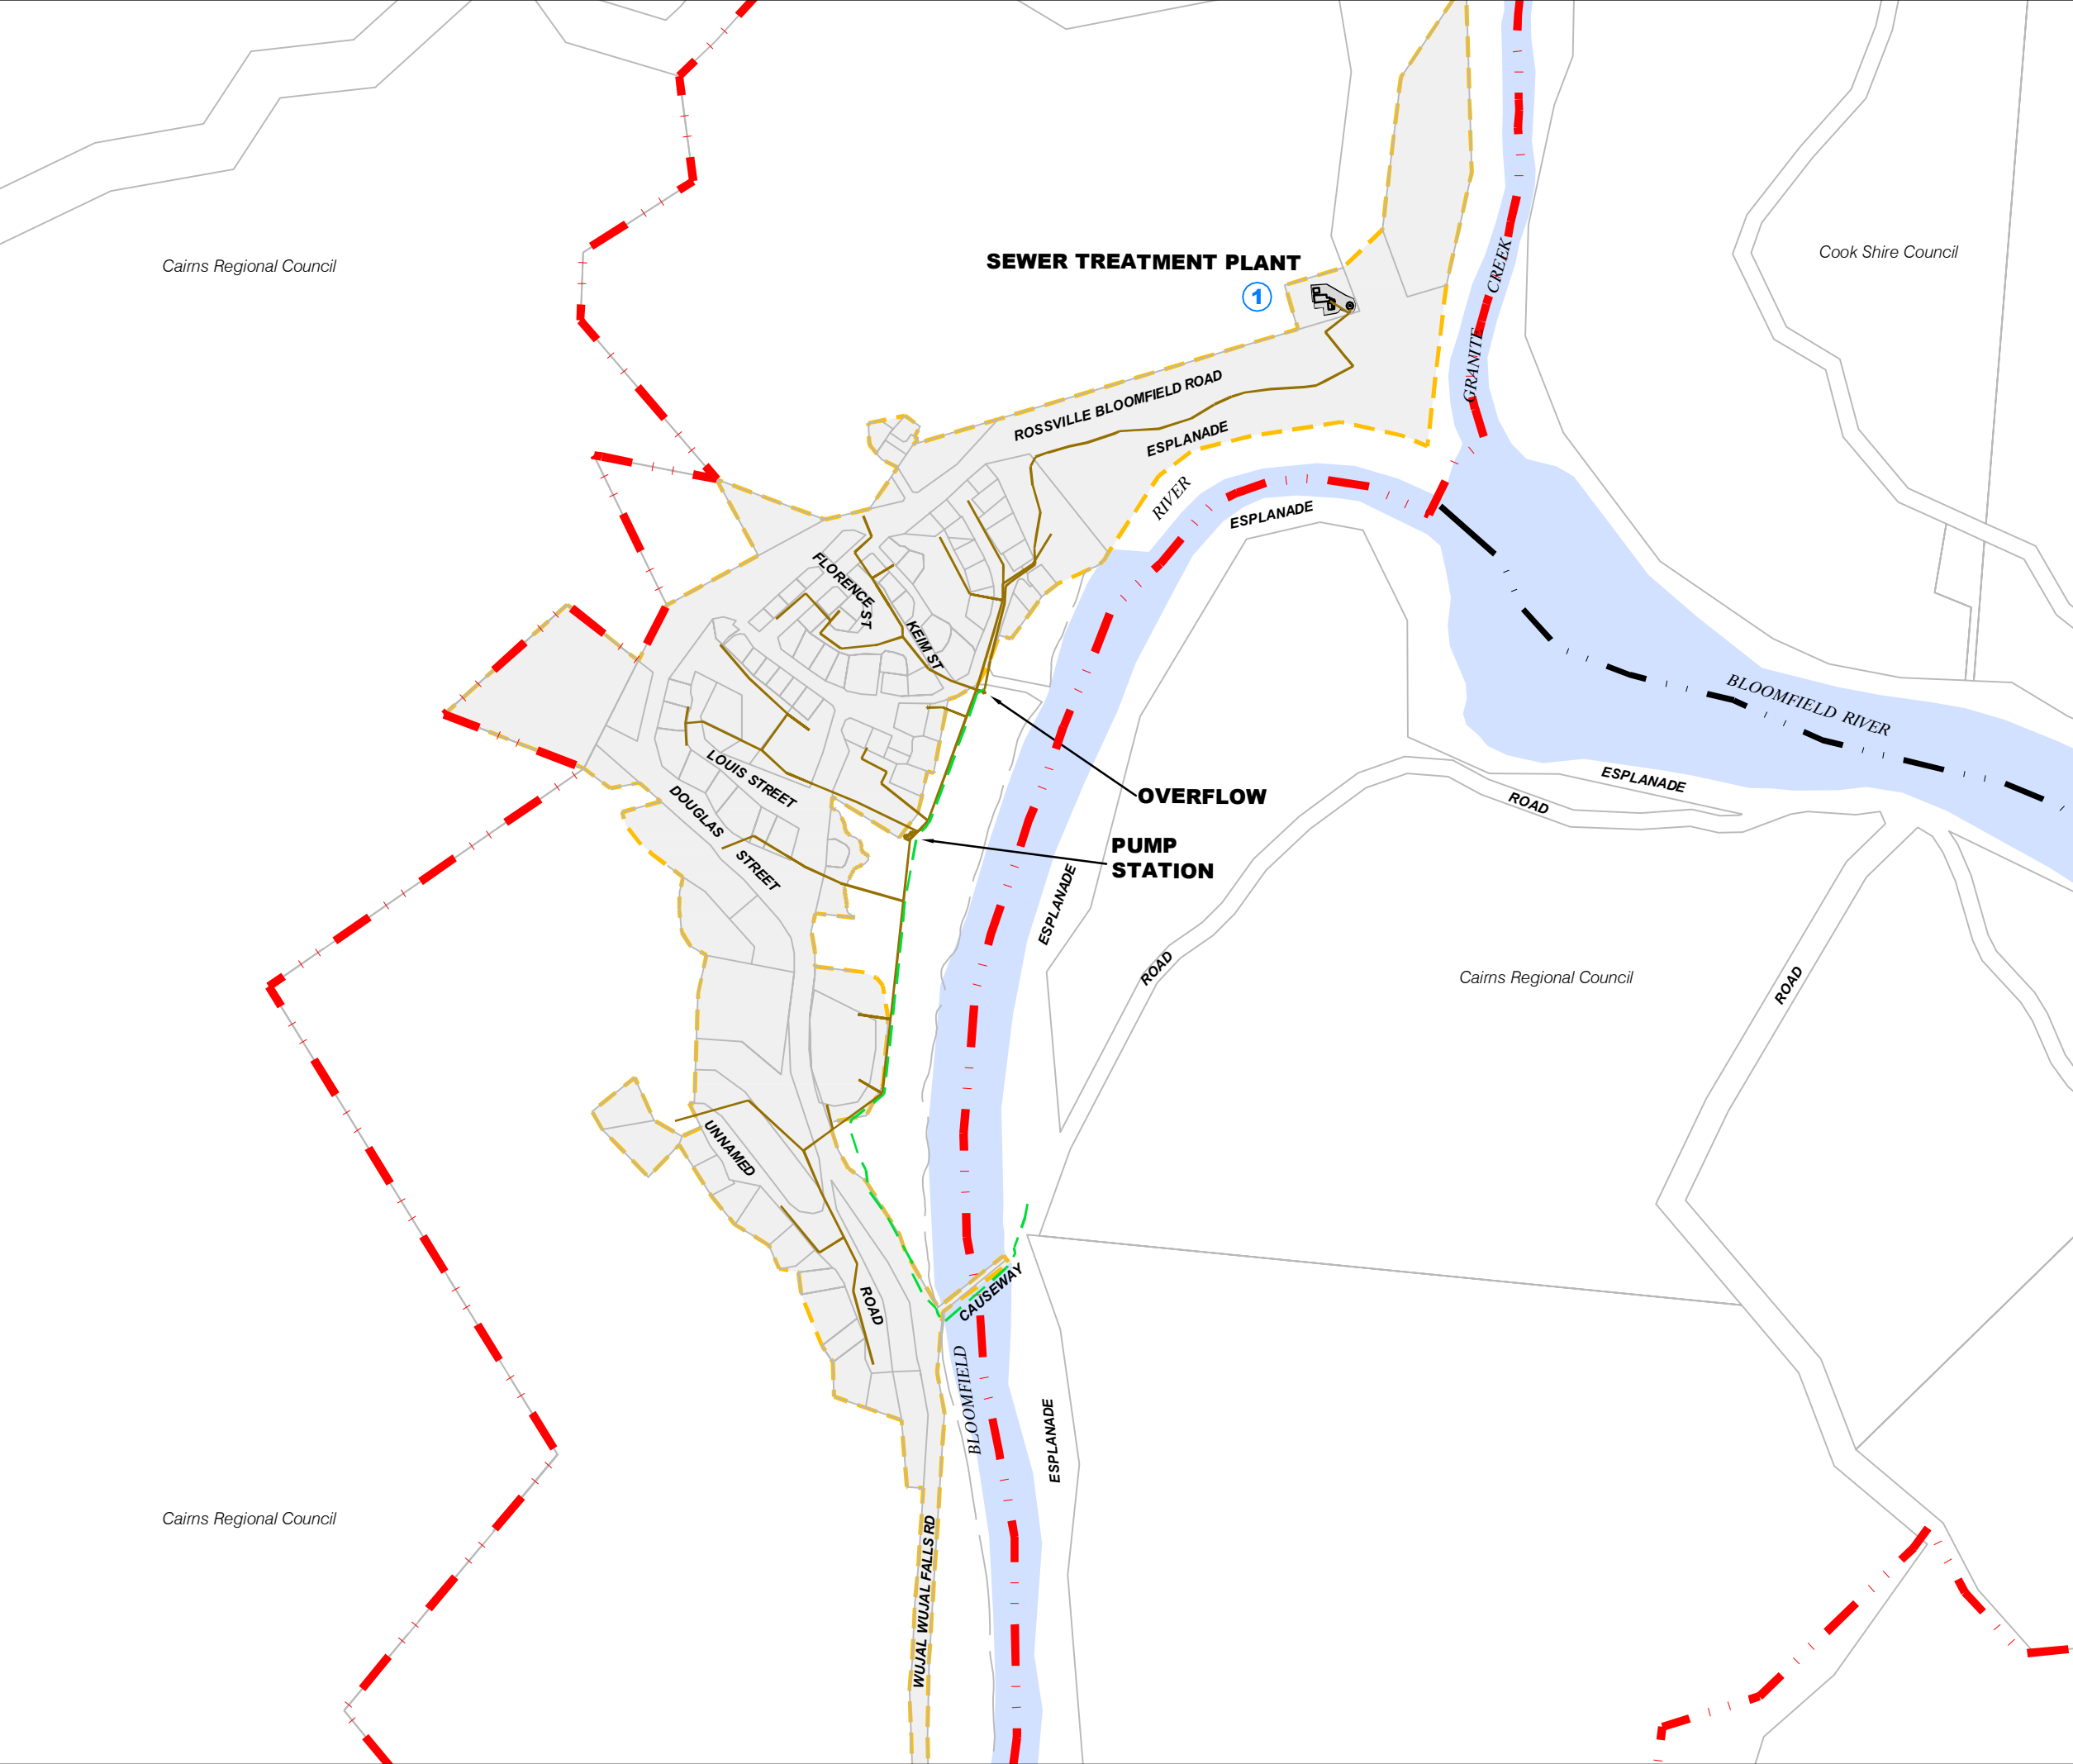 Cook Shire Council
SEWER TREATMENT PLANT
Cairns Regional Council
1
GRANITE CREEK
ROSSVILLE BLOOMFIELD ROAD
ESPLANADE
RIVER
ESPLANADE
FLORENCE ST
KEIM ST
BLOOMFIELD RIVER
LOUIS STREET
ESPLANADE
OVERFLOW
ROAD
DOUGLAS STREET
PUMP
STATION
ESPLANADE
ROAD
Cairns Regional Council
ROAD
UNNAMED ROAD
CAUSEWAY
BLOOMFIELD
ESPLANADE
Cairns Regional Council
WUJAL WUJAL FALLS RD